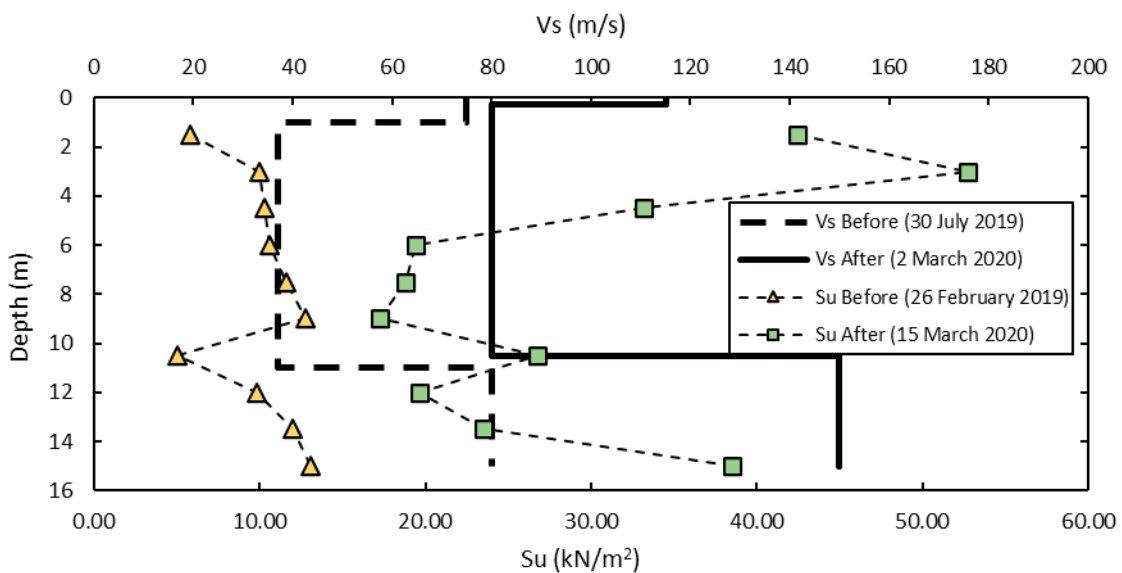 Vs (m/s)
0 20 40 60 80 100 120 140 160 180 200
0
2
4
6
8
10
12
14
16
Depth (m)
Vs Before (30 July 2019)
Vs After (2 March 2020)
Su Before (26 February 2019)
Su After (15 March 2020)
0.00 10.00 20.00 30.00 40.00 50.00 60.00
Su (kN/m²)